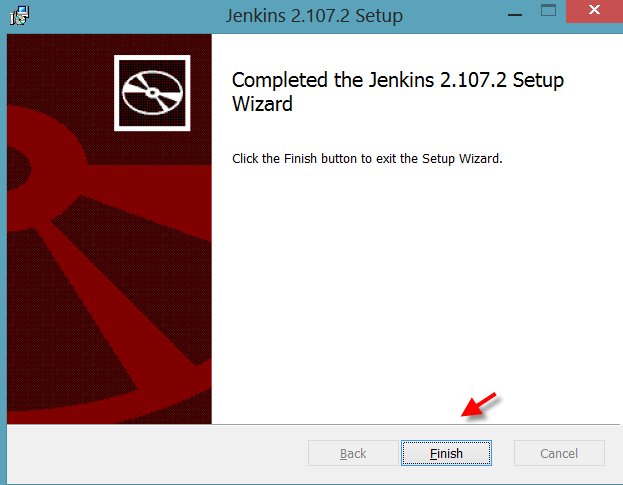 Jenkins 2.107.2 Setup
Completed the Jenkins 2.107.2 Setup
Wizard
Click the Finish button to exit the Setup Wizard.
Back
Finish
Cancel